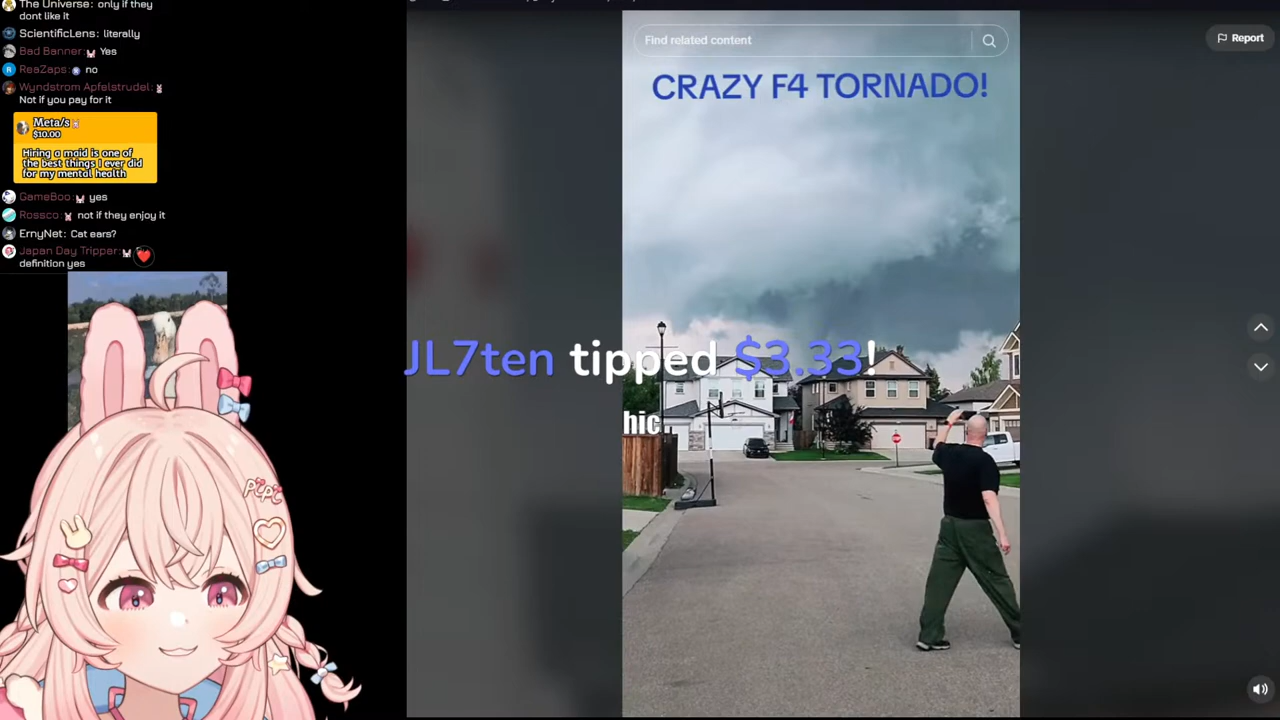 The Universe: only if they
dont like it
ScientificLens: literally
Bad Banner: Yes
ReaZaps: no
Wyndstrom Apfelstrudel:
Not if you pay for it
Meta/s
$10.00
Hiring a maid is one of
the best things I ever did
for my mental health
GameBoo: yes
Rossco: not if they enjoy it
ErnyNet: Cat ears?
Japan Day Tripper:
definition yes
PiPi
Find related content
Report
CRAZY F4 TORNADO!
JL7ten tipped $3.33!
hic